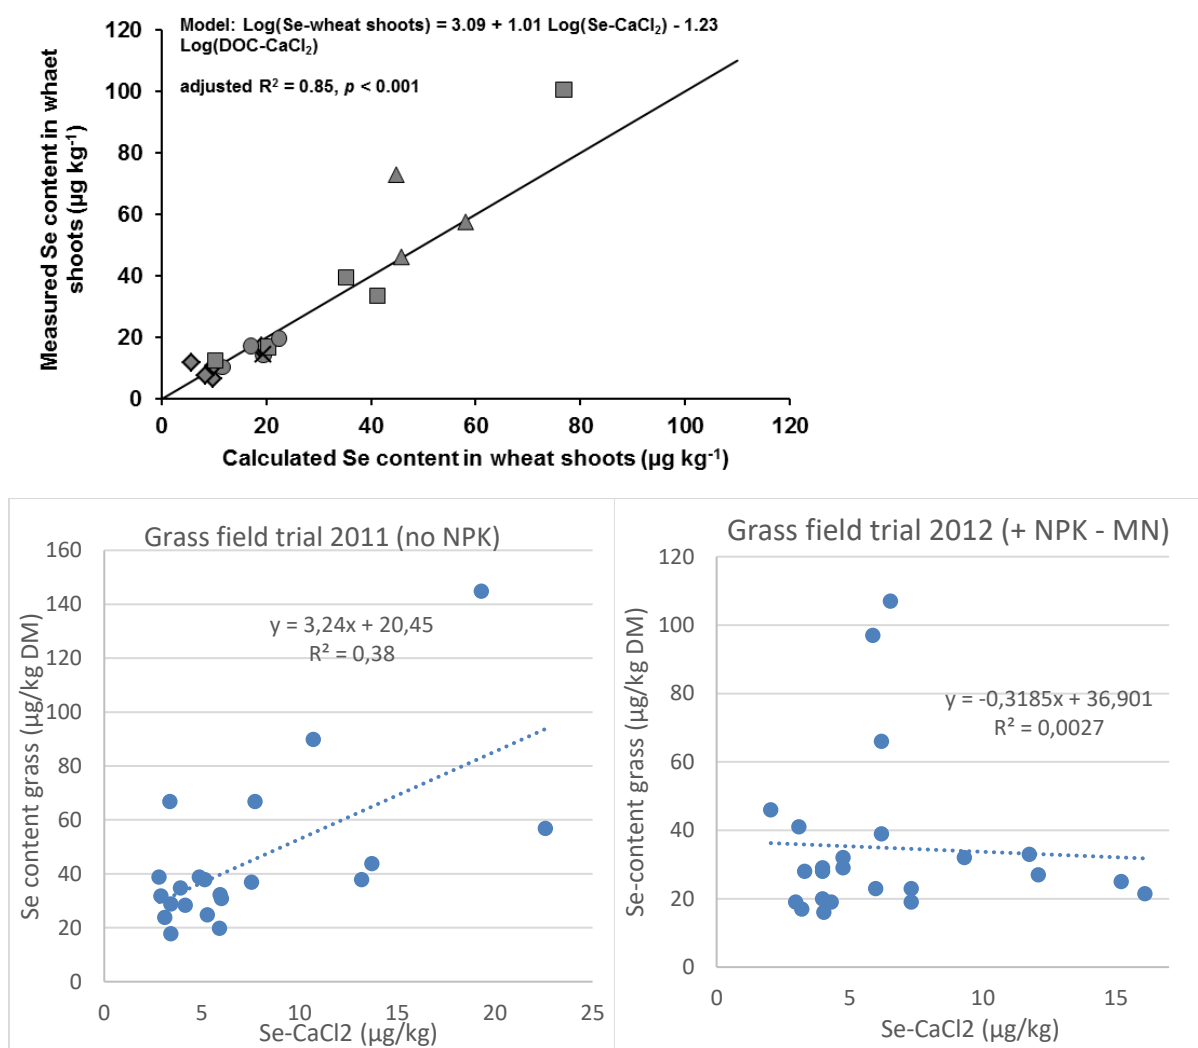 Model: Log(Se-wheat shoots) = 3.09 + 1.01 Log(Se-CaCl₂) - 1.23
Log(DOC-CaCl₂)
adjusted R² = 0.85, p < 0.001
Measured Se content in whaet
shoots (µg kg⁻¹)
120
100
80
60
40
20
0
0 20 40 60 80 100 120
Calculated Se content in wheat shoots (µg kg⁻¹)
Grass field trial 2011 (no NPK)
Se content grass (µg/kg DM)
160
140
120
100
80
60
40
20
0
y = 3,24x + 20,45
R² = 0,38
0 5 10 15 20 25
Se-CaCl2 (µg/kg)
Grass field trial 2012 (+ NPK - MN)
Se-content grass (µg/kg DM)
120
100
80
60
40
20
0
y = -0,3185x + 36,901
R² = 0,0027
0 5 10 15
Se-CaCl2 (µg/kg)